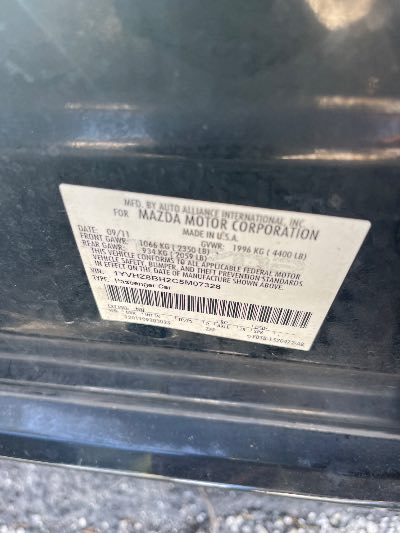 MFD. BY AUTO ALLIANCE INTERNATIONAL, INC.
FOR MAZDA MOTOR CORPORATION
MADE IN U.S.A.
DATE: 09/11
FRONT GAWR: 1066 KG ( 2350 LB) GVWR: 1996 KG ( 4400 LB)
REAR GAWR: 934 KG ( 2059 LB)
THIS VEHICLE CONFORMS TO ALL APPLICABLE FEDERAL MOTOR
VEHICLE SAFETY, BUMPER, AND THEFT PREVENTION STANDARDS
IN EFFECT ON THE DATE OF MANUFACTURE SHOWN ABOVE.
1YVHZ8BH2C5M07328
Passenger Car